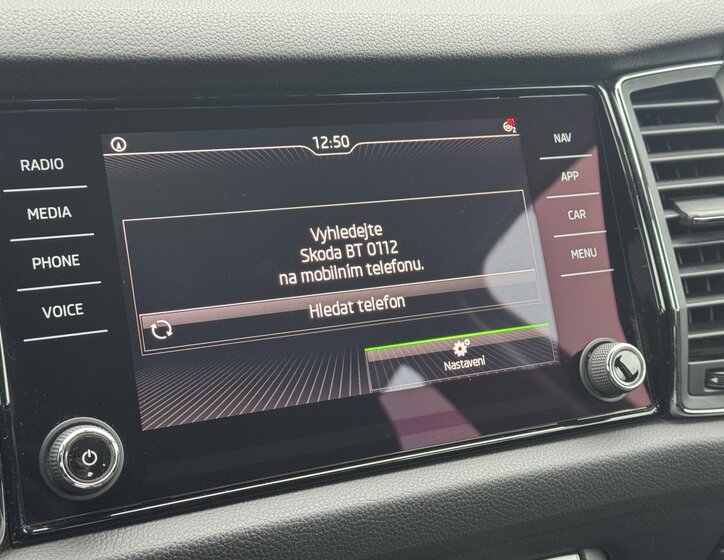 12:50
2
RADIO
MEDIA
PHONE
VOICE
Vyhledejte
Skoda BT 0112
na mobilním telefonu.
Hledat telefon
Nastavení
NAV
APP
CAR
MENU